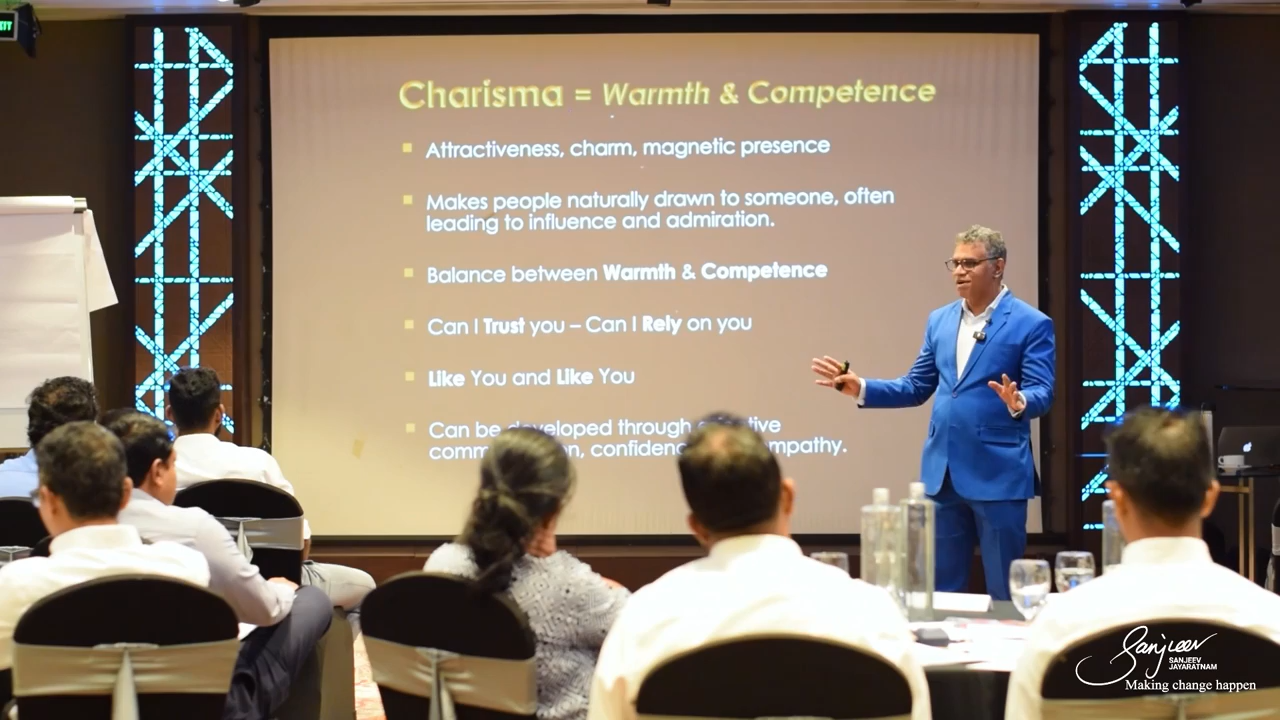 Charisma = Warmth & Competence
Attractiveness, charm, magnetic presence
Makes people naturally drawn to someone, often
leading to influence and admiration.
Balance between Warmth & Competence
Can I Trust you – Can I Rely on you
Like You and Like You
Can be developed through
confidence
Sanjeev
SANJEEV
JAYARATNAM
Making change happen